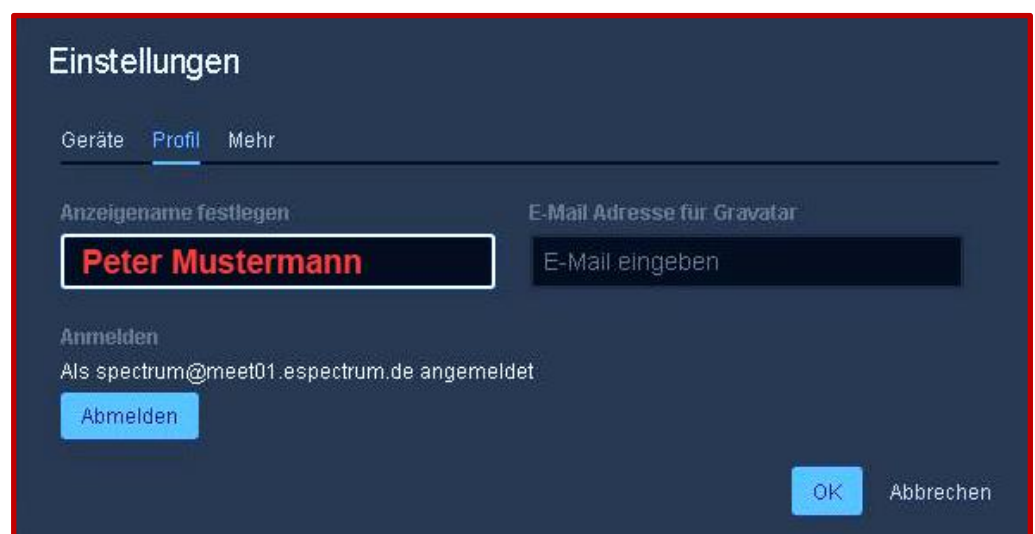 Einstellungen
Geräte Profil Mehr
Anzeigename festlegen E-Mail Adresse für Gravatar
Peter Mustermann E-Mail eingeben
Anmelden
Als spectrum@meet01.espectrum.de angemeldet
Abmelden
OK Abbrechen